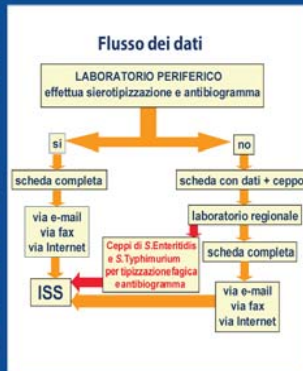 Flusso dei dati
LABORATORIO PERIFERICO
effettua sierotipizzazione e antibiogramma
si
no
scheda completa
scheda con dati + ceppo
via e-mail
via fax
via Internet
laboratorio regionale
Ceppi di S.Enteritidis
e S.Typhimurium
per tipizzazione fagica
e antibiogramma
scheda completa
ISS
via e-mail
via fax
via Internet